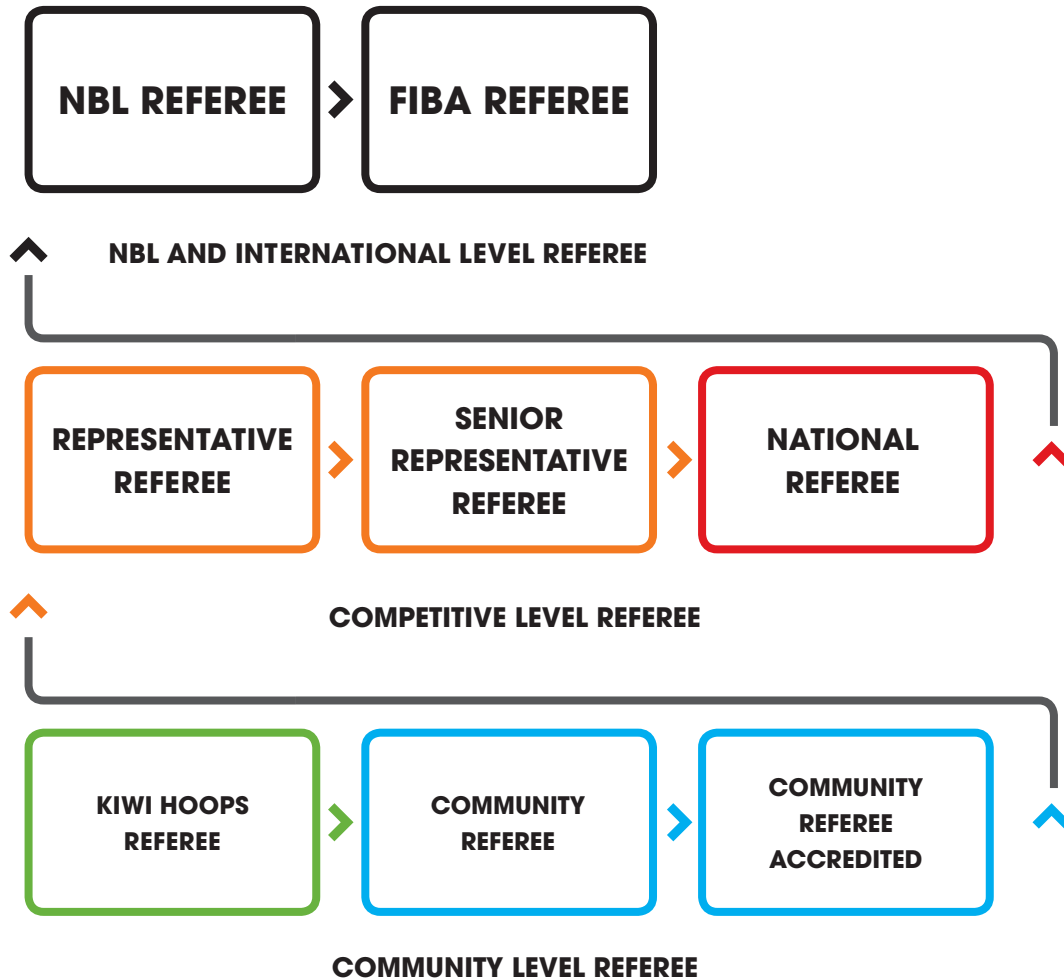 NBL REFEREE
FIBA REFEREE
NBL AND INTERNATIONAL LEVEL REFEREE
REPRESENTATIVE
REFEREE
SENIOR
REPRESENTATIVE
REFEREE
NATIONAL
REFEREE
COMPETITIVE LEVEL REFEREE
KIWI HOOPS
REFEREE
COMMUNITY
REFEREE
COMMUNITY
REFEREE
ACCREDITED
COMMUNITY LEVEL REFEREE